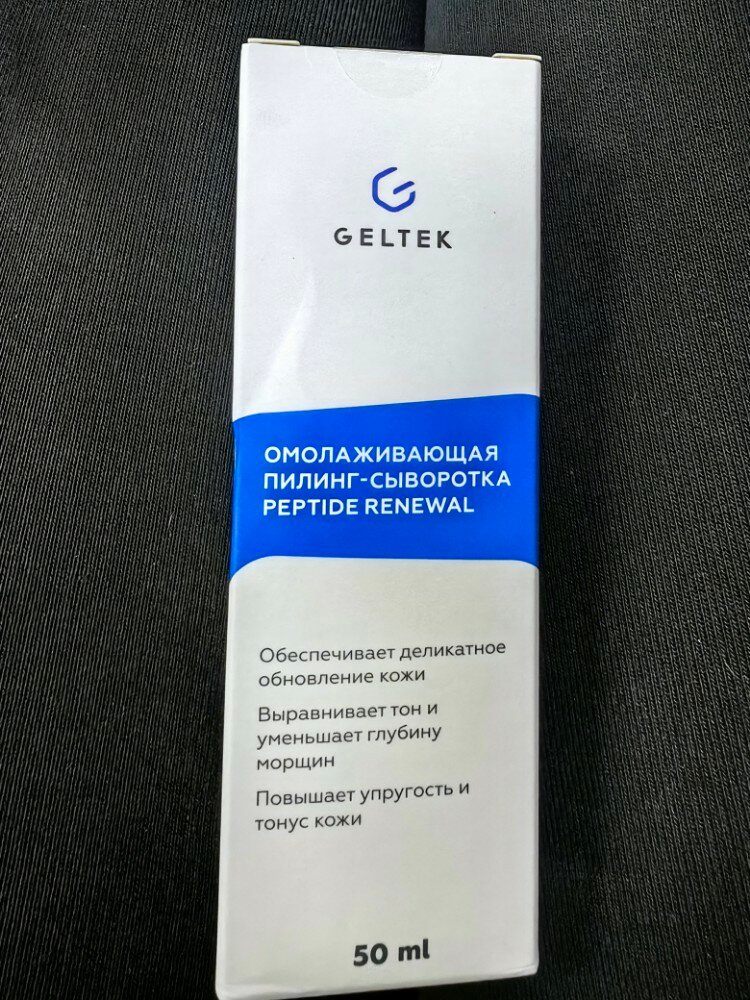 GELTEK
ОМОЛАЖИВАЮЩАЯ
ПИЛИНГ-СЫВОРОТКА
PEPTIDE RENEWAL
Обеспечивает деликатное
обновление кожи
Выравнивает тон и
уменьшает глубину
морщин
Повышает упругость и
тонус кожи
50 ml